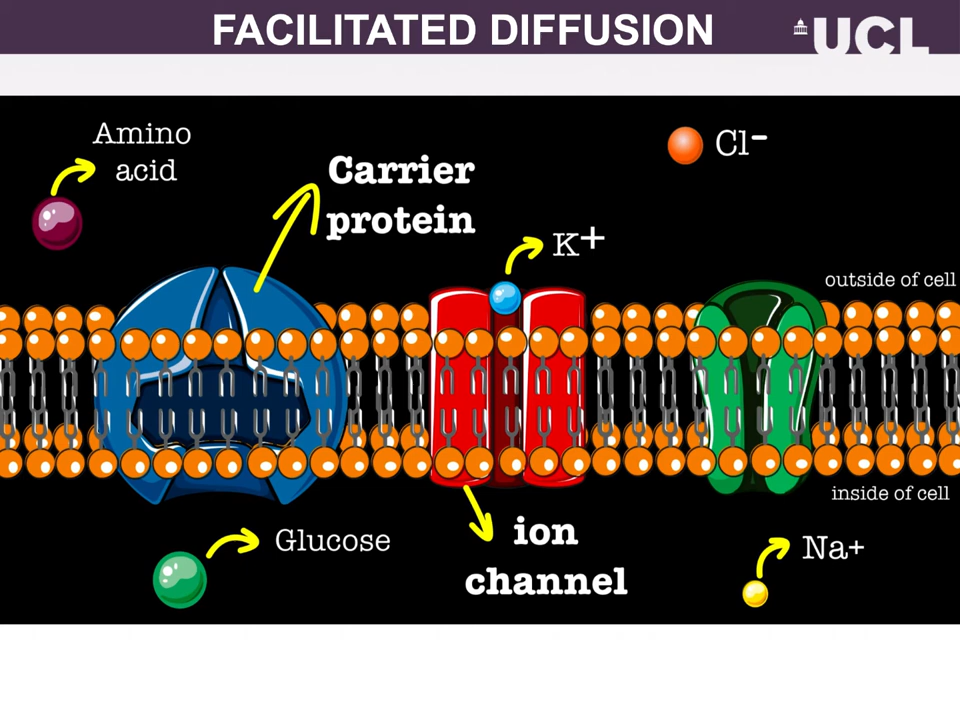 FACILITATED DIFFUSION
UCL
Amino
acid
Carrier
protein
Cl-
K+
outside of cell
inside of cell
Glucose
ion
channel
Na+